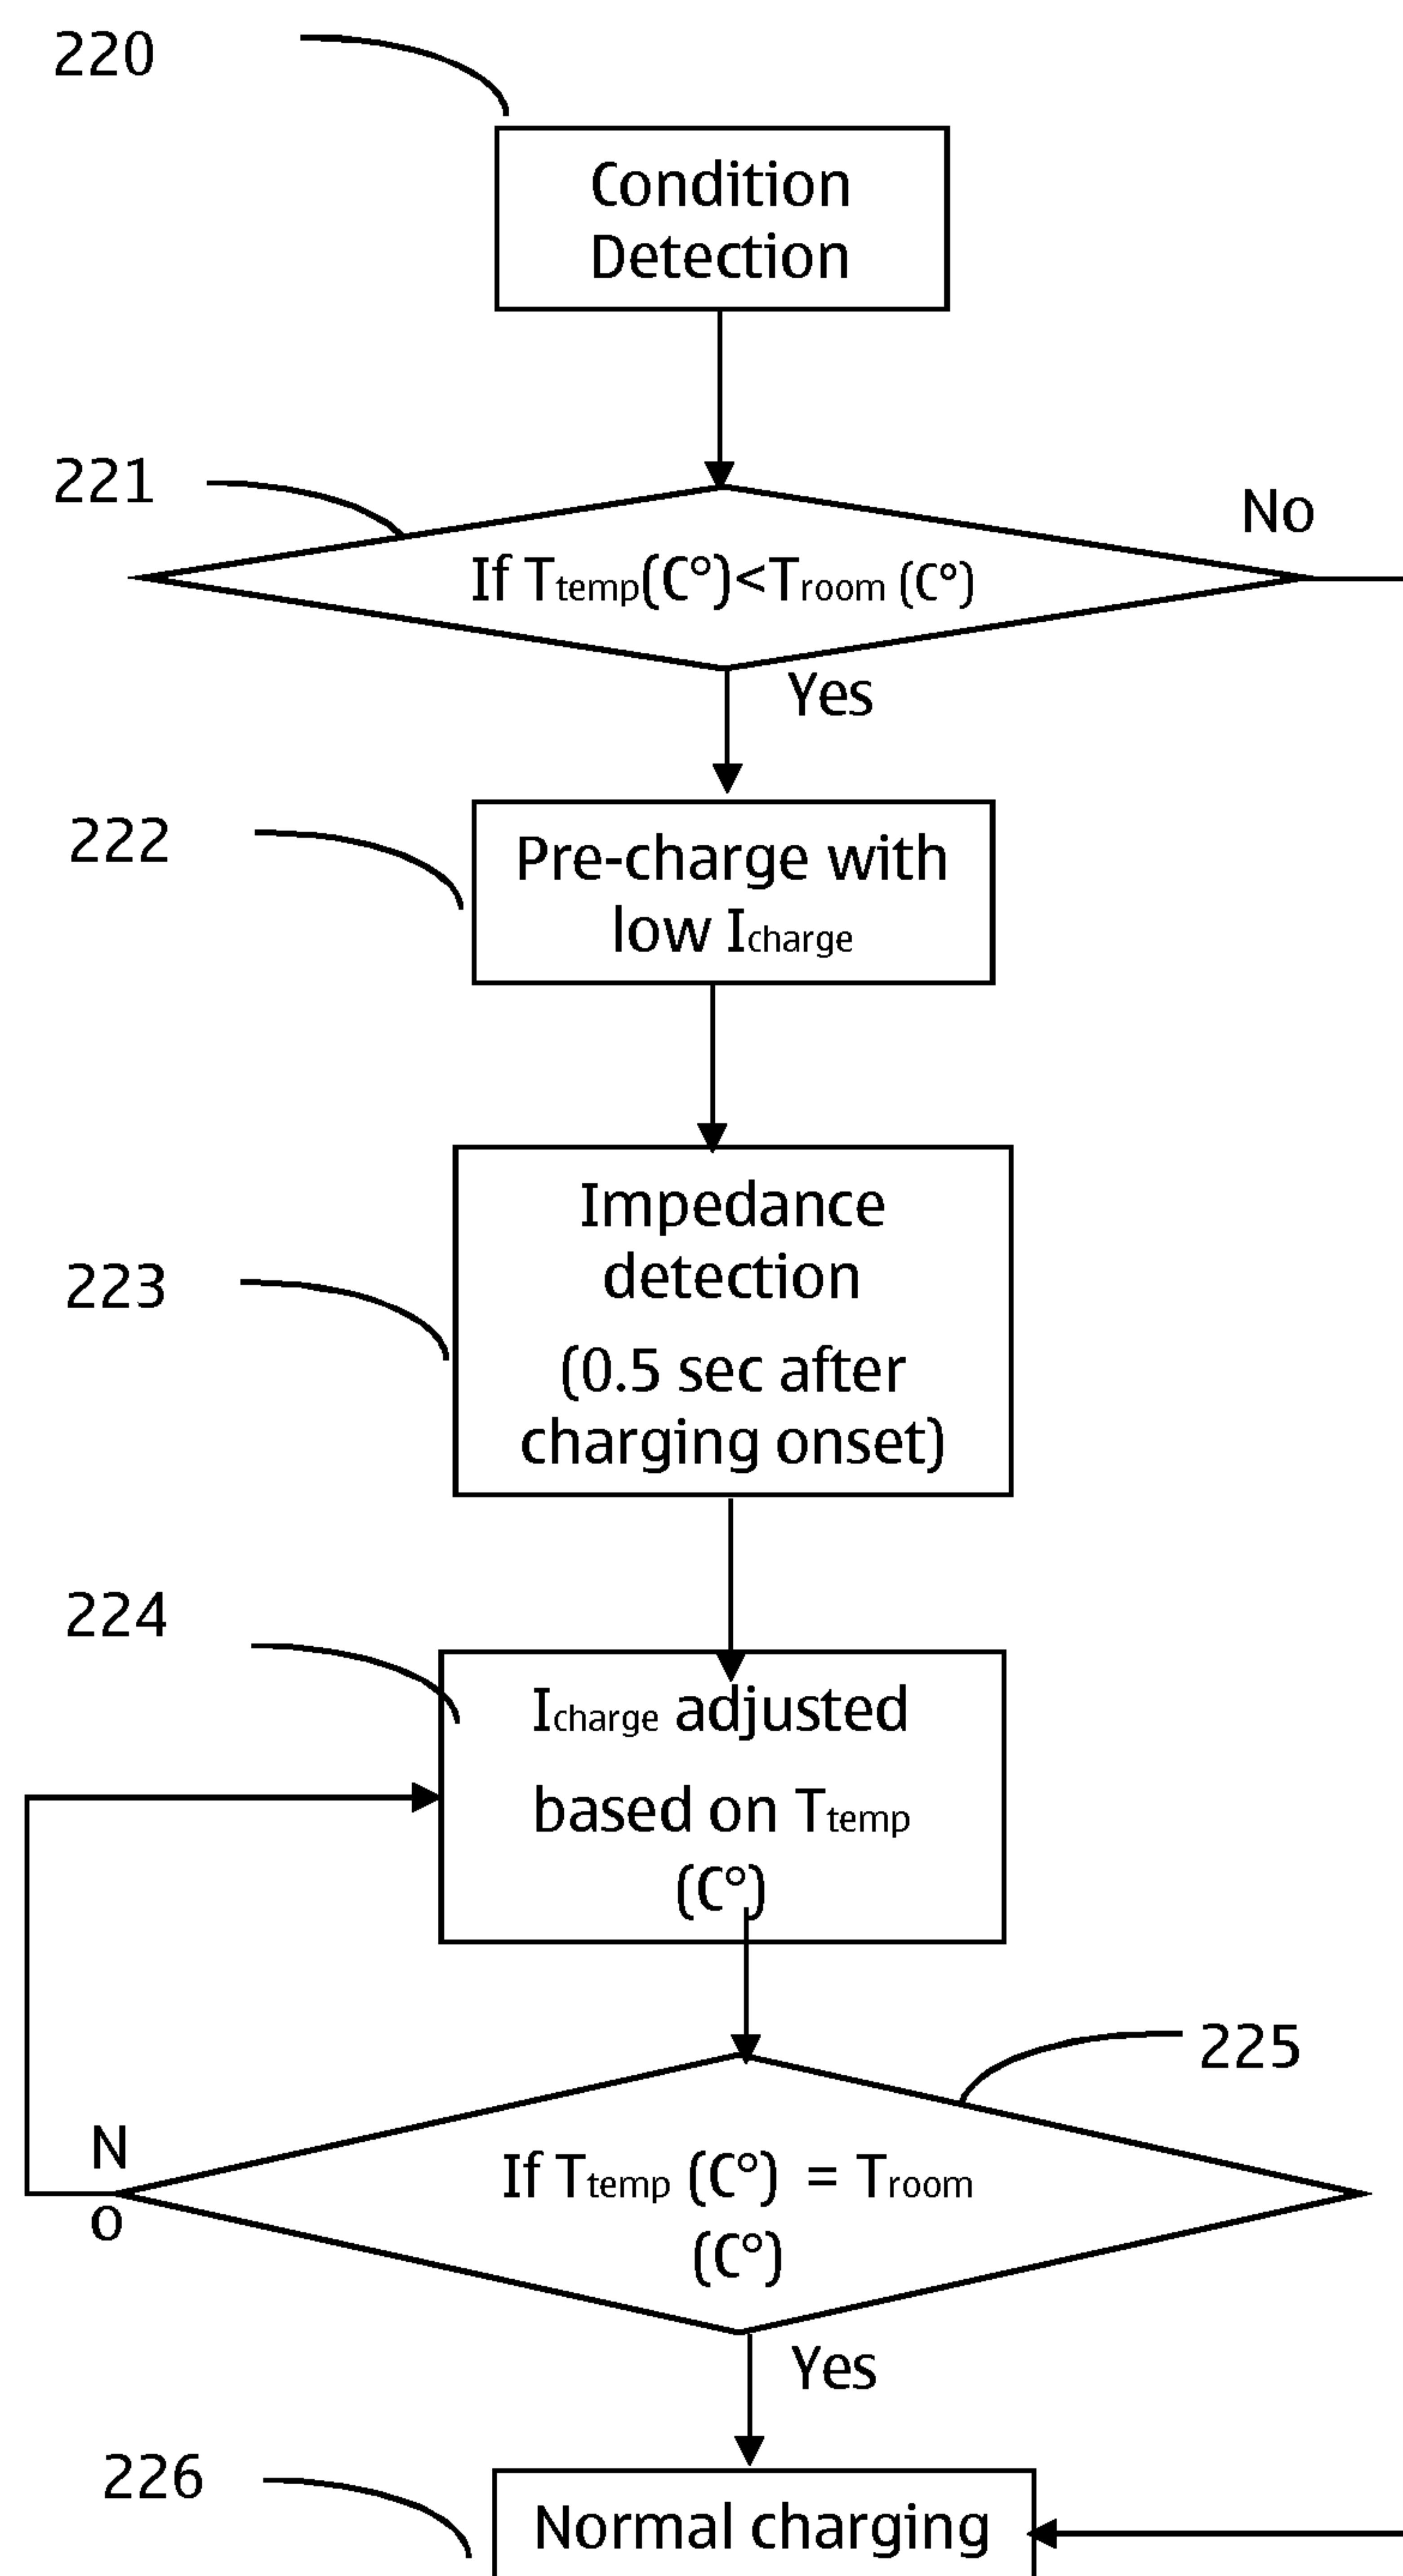 220
Condition
Detection
221
No
If Ttemp(C°)<Troom (C°)
Yes
222
Pre-charge with
low Icharge
Impedance
detection
223
(0.5 sec after
charging onset)
224
Icharge adjusted
based on Ttemp
(C°)
225
N
o
If Ttemp (C°) = Troom
(C°)
Yes
226
Normal charging